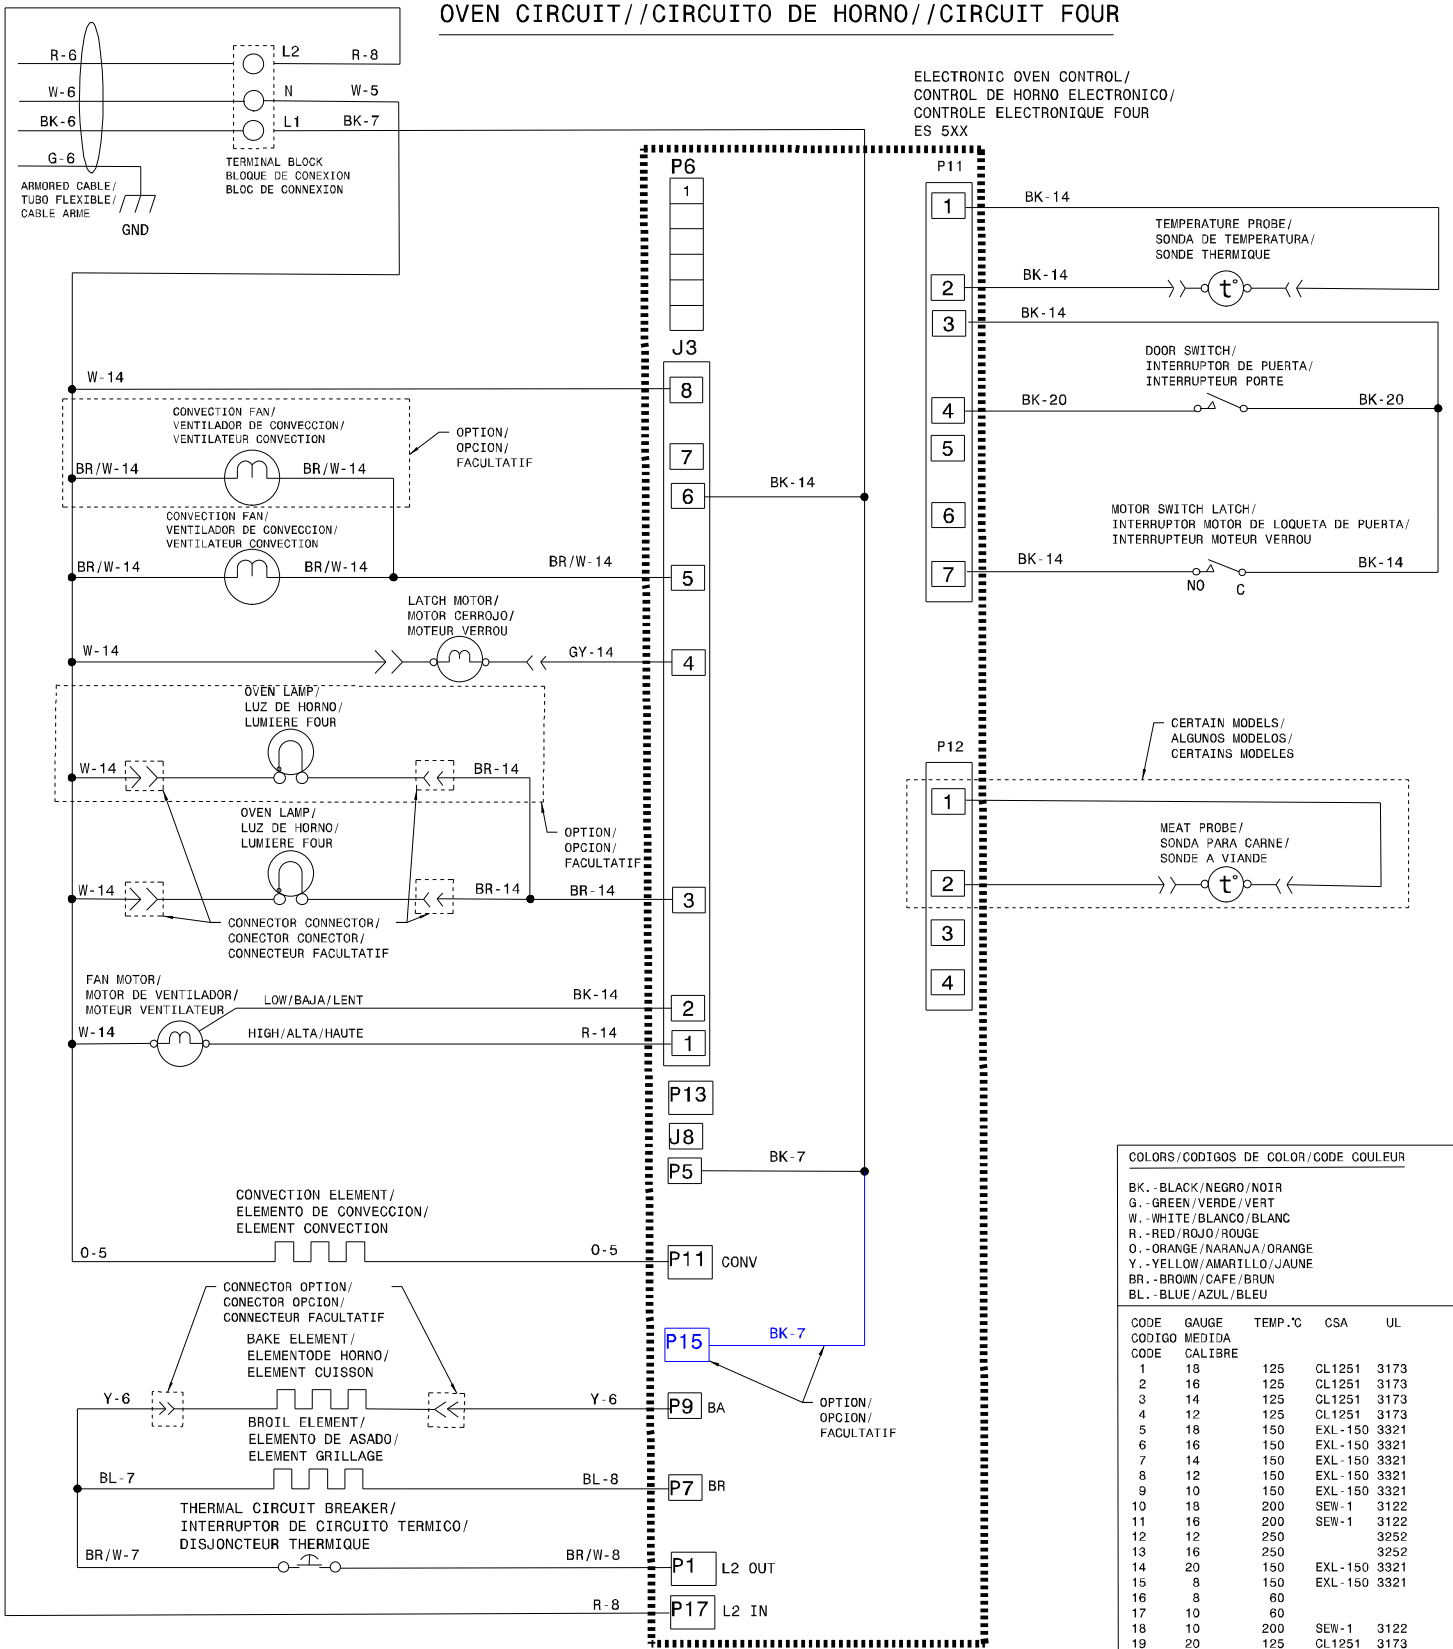 OVEN CIRCUIT//CIRCUITO DE HORNO//CIRCUIT FOUR
R-6
L2
R-8
W-6
N
W-5
BK-6
L1
BK-7
G-6
ARMORED CABLE/
TUBO FLEXIBLE/
CABLE ARME
GND
TERMINAL BLOCK
BLOQUE DE CONEXION
BLOC DE CONNEXION
ELECTRONIC OVEN CONTROL/
CONTROL DE HORNO ELECTRONICO/
CONTROLE ELECTRONIQUE FOUR
ES 5XX
P6
1
J3
8
7
6
5
4
3
2
1
P13
J8
P5
P11
CONV
P15
P9
BA
P7
BR
P1
L2 OUT
P17
L2 IN
W-14
CONVECTION FAN/
VENTILADOR DE CONVECCION/
VENTILATEUR CONVECTION
OPTION/
OPCION/
FACULTATIF
BR/W-14
BR/W-14
CONVECTION FAN/
VENTILADOR DE CONVECCION/
VENTILATEUR CONVECTION
BR/W-14
BR/W-14
BR/W-14
BK-14
LATCH MOTOR/
MOTOR CERROJO/
MOTEUR VERROU
W-14
GY-14
OVEN LAMP/
LUZ DE HORNO/
LUMIERE FOUR
W-14
BR-14
OVEN LAMP/
LUZ DE HORNO/
LUMIERE FOUR
OPTION/
OPCION/
FACULTATIF
W-14
BR-14
BR-14
CONNECTOR CONNECTOR/
CONECTOR CONECTOR/
CONNECTEUR FACULTATIF
FAN MOTOR/
MOTOR DE VENTILADOR/
MOTEUR VENTILATEUR
LOW/BAJA/LENT
BK-14
W-14
HIGH/ALTA/HAUTE
R-14
BK-7
CONVECTION ELEMENT/
ELEMENTO DE CONVECCION/
ELEMENT CONVECTION
O-5
O-5
CONNECTOR OPTION/
CONECTOR OPCION/
CONNECTEUR FACULTATIF
BK-7
BAKE ELEMENT/
ELEMENTODE HORNO/
ELEMENT CUISSON
Y-6
Y-6
OPTION/
OPCION/
FACULTATIF
BROIL ELEMENT/
ELEMENTO DE ASADO/
ELEMENT GRILLAGE
BL-7
BL-8
THERMAL CIRCUIT BREAKER/
INTERRUPTOR DE CIRCUITO TERMICO/
DISJONCTEUR THERMIQUE
BR/W-7
BR/W-8
R-8
P11
1
2
3
4
5
6
7
BK-14
TEMPERATURE PROBE/
SONDA DE TEMPERATURA/
SONDE THERMIQUE
BK-14
t°
BK-14
DOOR SWITCH/
INTERRUPTOR DE PUERTA/
INTERRUPTEUR PORTE
BK-20
BK-20
MOTOR SWITCH LATCH/
INTERRUPTOR MOTOR DE LOQUETA DE PUERTA/
INTERRUPTEUR MOTEUR VERROU
BK-14
NO
C
BK-14
CERTAIN MODELS/
ALGUNOS MODELOS/
CERTAINS MODELES
P12
1
2
3
4
MEAT PROBE/
SONDA PARA CARNE/
SONDE A VIANDE
t°
COLORS/CODIGOS DE COLOR/CODE COULEUR
BK.-BLACK/NEGRO/NOIR
G.-GREEN/VERDE/VERT
W.-WHITE/BLANCO/BLANC
R.-RED/ROJO/ROUGE
O.-ORANGE/NARANJA/ORANGE
Y.-YELLOW/AMARILLO/JAUNE
BR.-BROWN/CAFE/BRUN
BL.-BLUE/AZUL/BLEU
CODE GAUGE TEMP.°C CSA UL
CODIGO MEDIDA
CODE CALIBRE
1 18 125 CL1251 3173
2 16 125 CL1251 3173
3 14 125 CL1251 3173
4 12 125 CL1251 3173
5 18 150 EXL-150 3321
6 16 150 EXL-150 3321
7 14 150 EXL-150 3321
8 12 150 EXL-150 3321
9 10 150 EXL-150 3321
10 18 200 SEW-1 3122
11 16 200 SEW-1 3122
12 12 250 3252
13 16 250 3252
14 20 150 EXL-150 3321
15 8 150 EXL-150 3321
16 8 60
17 10 60
18 10 200 SEW-1 3122
19 20 125 CL1251 3173